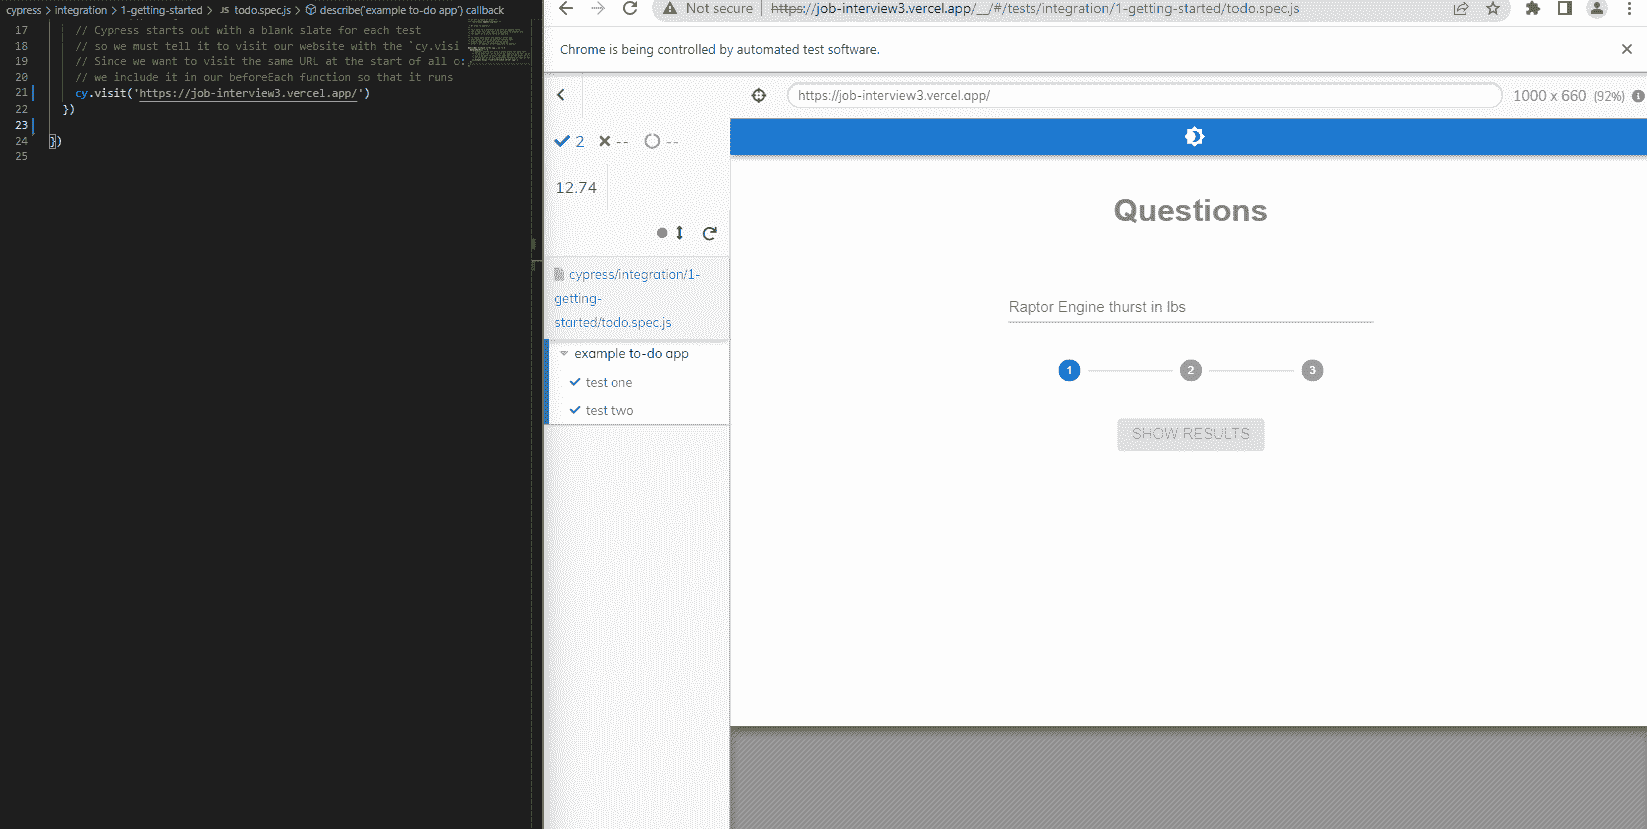 cypress > integration > 1-getting-started > JS todo.spec.js > describe('example to-do app') callback
17 // Cypress starts out with a blank slate for each test
18 // so we must tell it to visit our website with the `cy.visi
19 // Since we want to visit the same URL at the start of all o
20 // we include it in our beforeEach function so that it runs
21 cy.visit('https://job-interview3.vercel.app/')
22 })
23
24 })
25
Not secure | https://job-interview3.vercel.app/__/#/tests/integration/1-getting-started/todo.spec.js
Chrome is being controlled by automated test software.
https://job-interview3.vercel.app/
1000 x 660 (92%)
2 -- --
12.74
cypress/integration/1-
getting-
started/todo.spec.js
example to-do app
test one
test two
Questions
Raptor Engine thurst in lbs
1 2 3
SHOW RESULTS